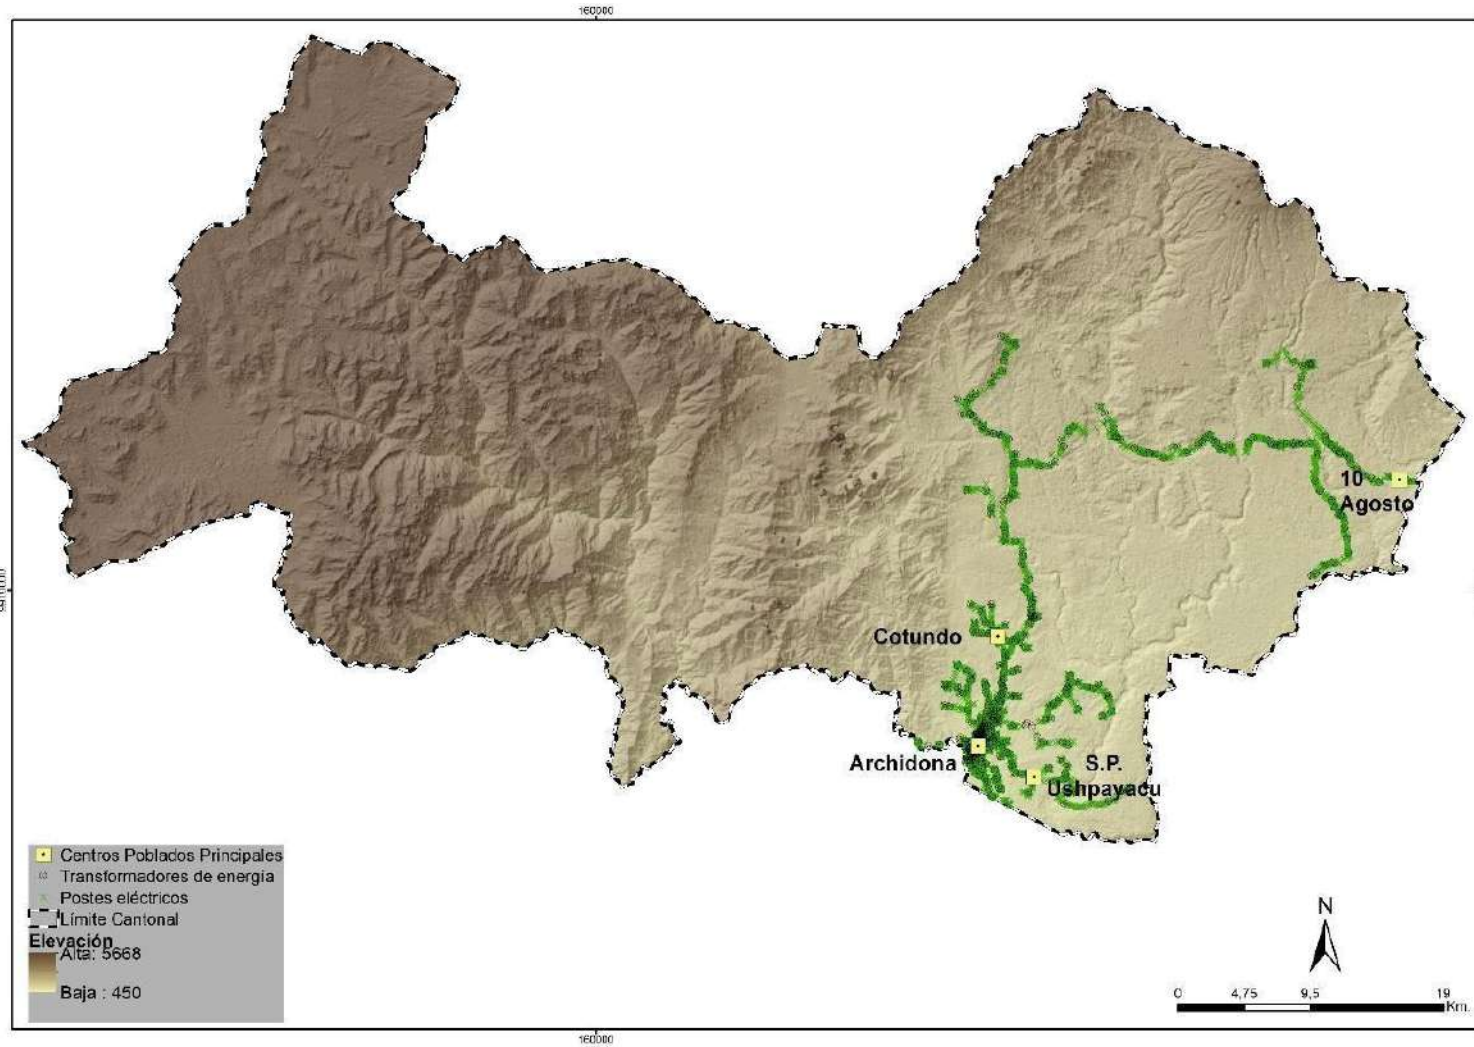 160000
10
Agosto
Cotundo
Archidona
S.P.
Ushpayacu
Centros Poblados Principales
Transformadores de energía
Postes eléctricos
Límite Cantonal
Elevación
Alta: 5668
Baja : 450
N
0 4,75 9,5 19
Km.
160000